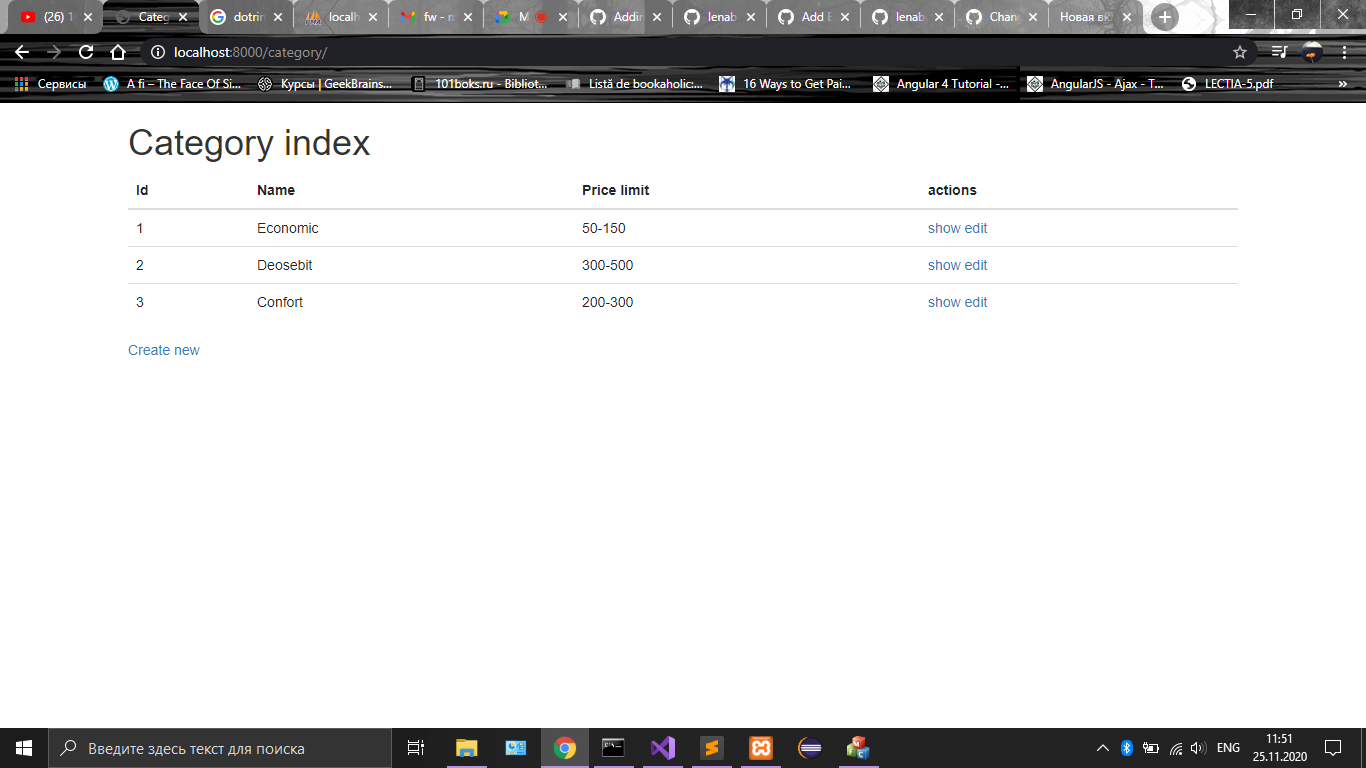 (26) 1 Categ dotrin localh fw - n M Addin lenab Add E lenab Chan Новая вк
localhost:8000/category/
Сервисы A fi – The Face Of Si... Курсы | GeekBrains... 101boks.ru - Bibliot... Listă de bookaholic:... 16 Ways to Get Pai... Angular 4 Tutorial -... AngularJS - Ajax - T... LECTIA-5.pdf »
Category index
Id Name Price limit actions
1 Economic 50-150 show edit
2 Deosebit 300-500 show edit
3 Confort 200-300 show edit
Create new
Введите здесь текст для поиска ENG 11:51
25.11.2020